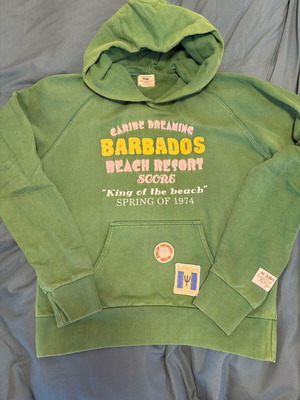 CARIBE DREAMING
BARBADOS
BEACH RESORT
SCORE
"King of the beach"
SPRING OF 1974